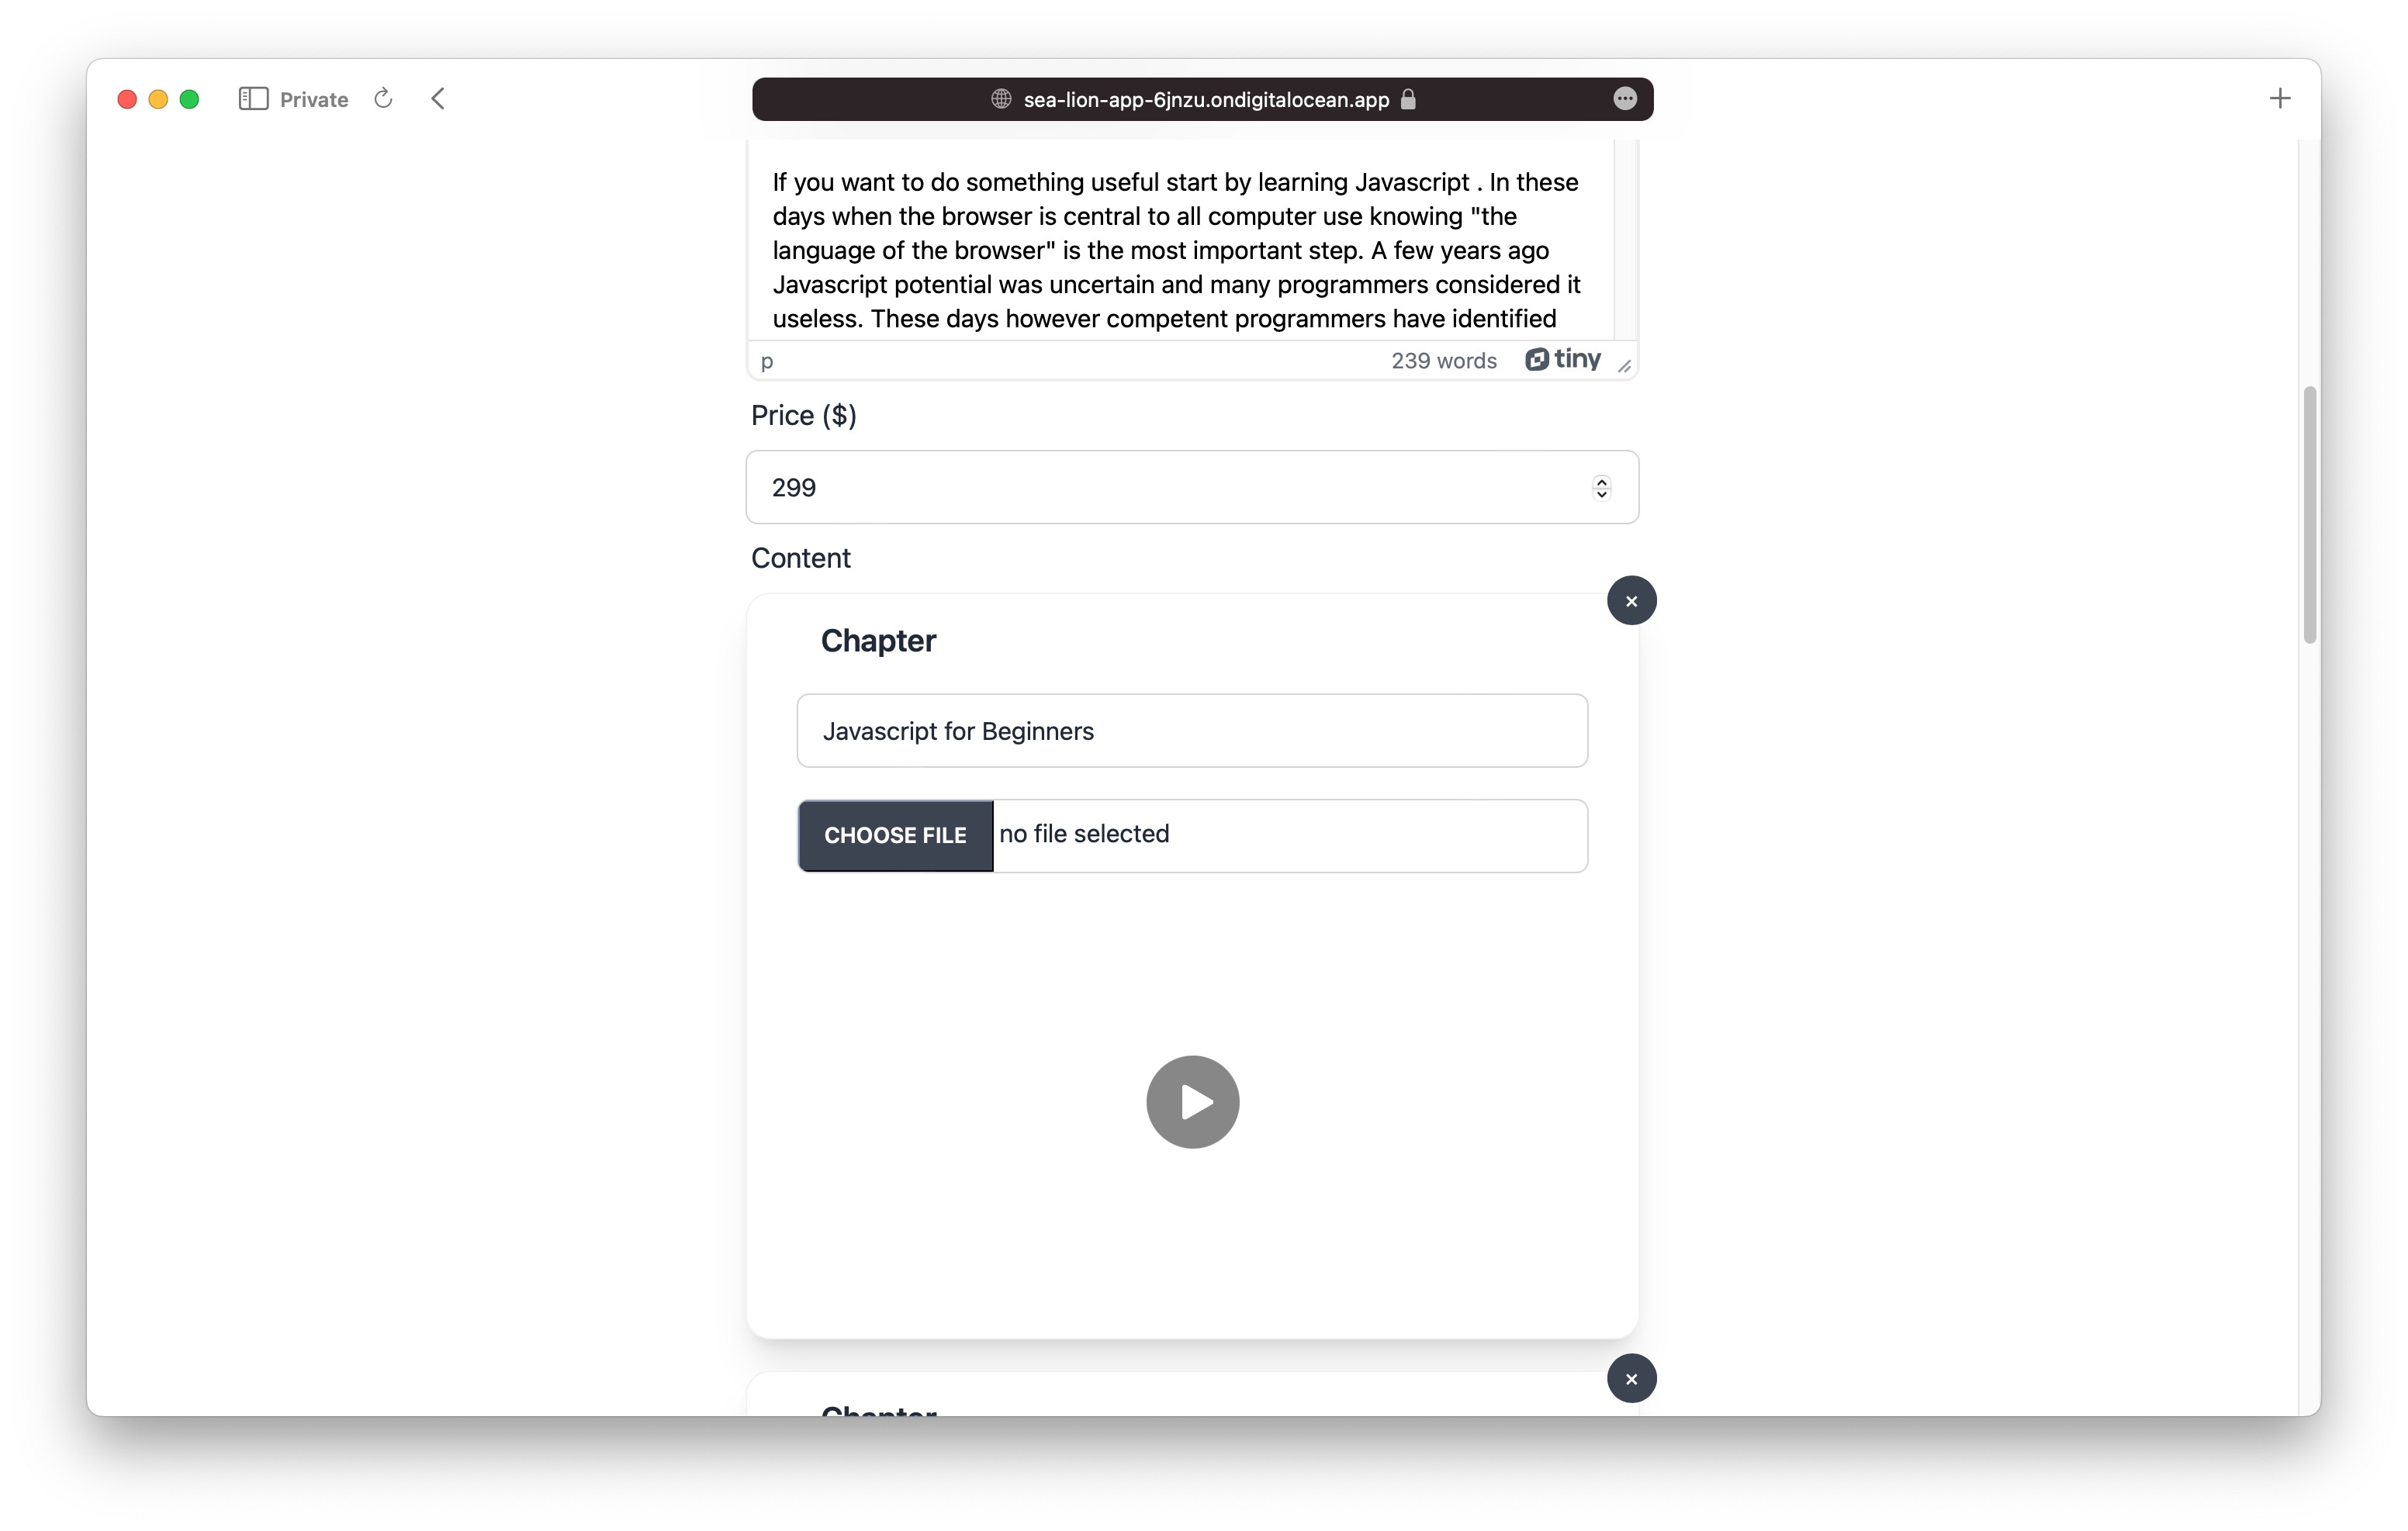 Private
sea-lion-app-6jnzu.ondigitalocean.app
If you want to do something useful start by learning Javascript . In these
days when the browser is central to all computer use knowing "the
language of the browser" is the most important step. A few years ago
Javascript potential was uncertain and many programmers considered it
useless. These days however competent programmers have identified
p
239 words
tiny
Price ($)
299
Content
Chapter
Javascript for Beginners
CHOOSE FILE no file selected
Chapter